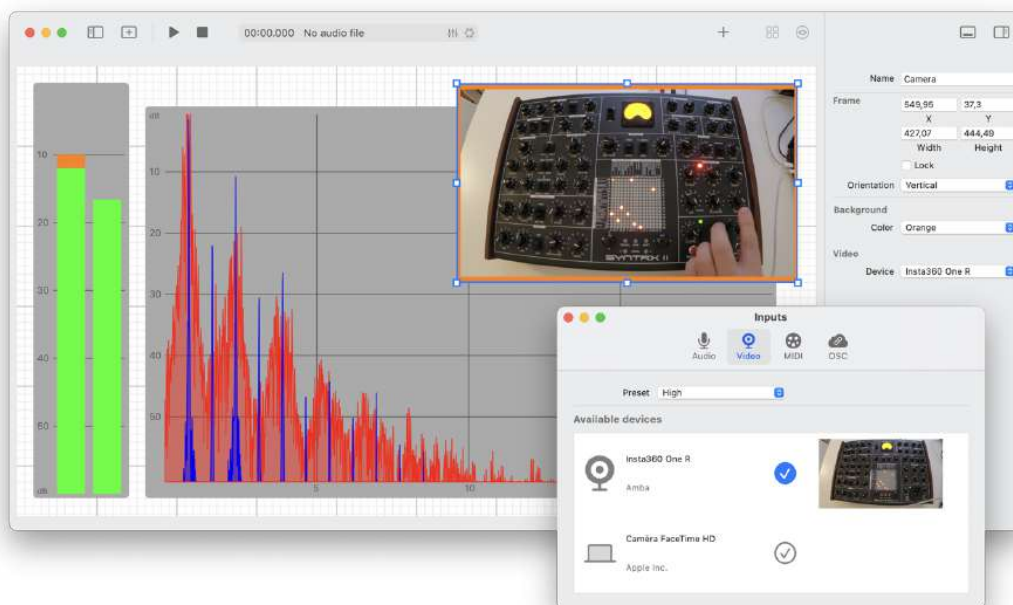 00:00.000 No audio file
Name Camera
Frame
549,95 37,3
X Y
427,07 444,49
Width Height
Lock
Orientation Vertical
Background
Color Orange
Video
Device Insta360 One R
dB
10
20
30
40
50
dB
10
20
30
40
50
5
10
SYNTRX II
Inputs
Audio Video MIDI OSC
Preset High
Available devices
Insta360 One R
Amba
Caméra FaceTime HD
Apple Inc.